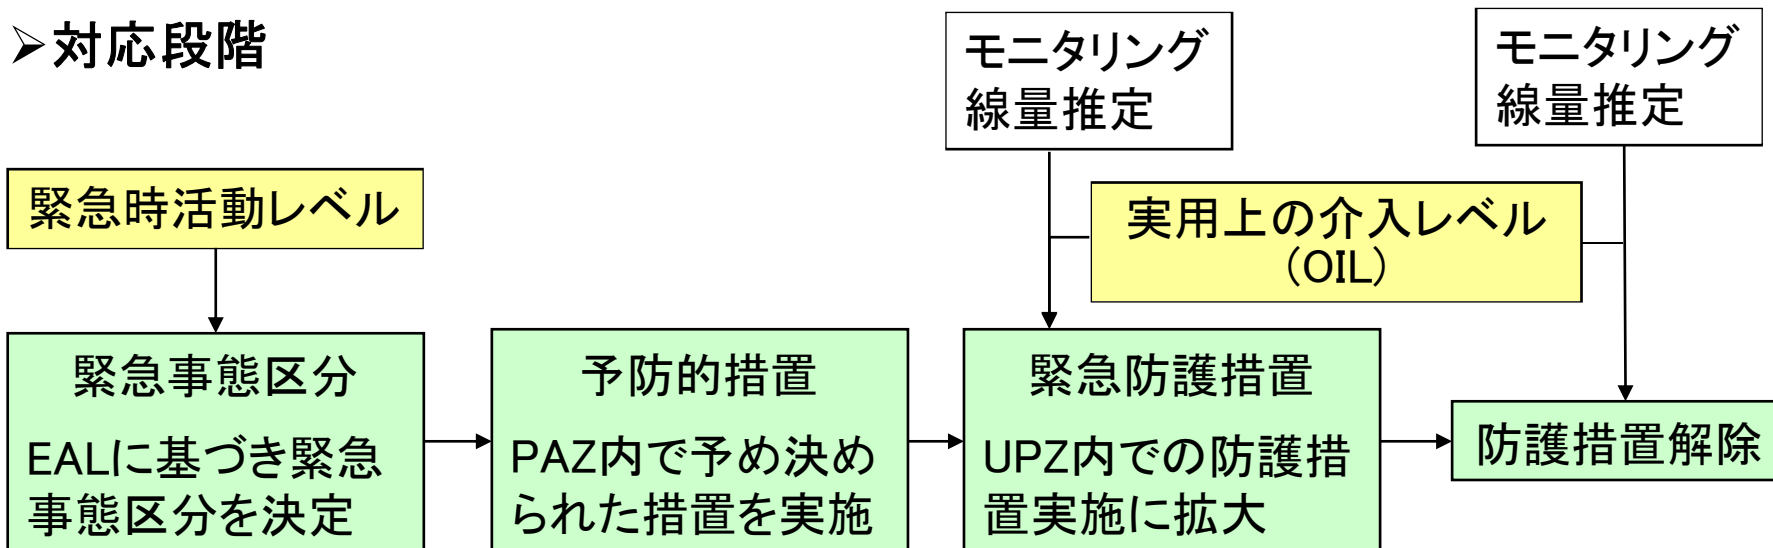 ➢対応段階
モニタリング
線量推定
モニタリング
線量推定
緊急時活動レベル
実用上の介入レベル
(OIL)
緊急事態区分
EALに基づき緊急
事態区分を決定
予防的措置
PAZ内で予め決め
られた措置を実施
緊急防護措置
UPZ内での防護措
置実施に拡大
防護措置解除